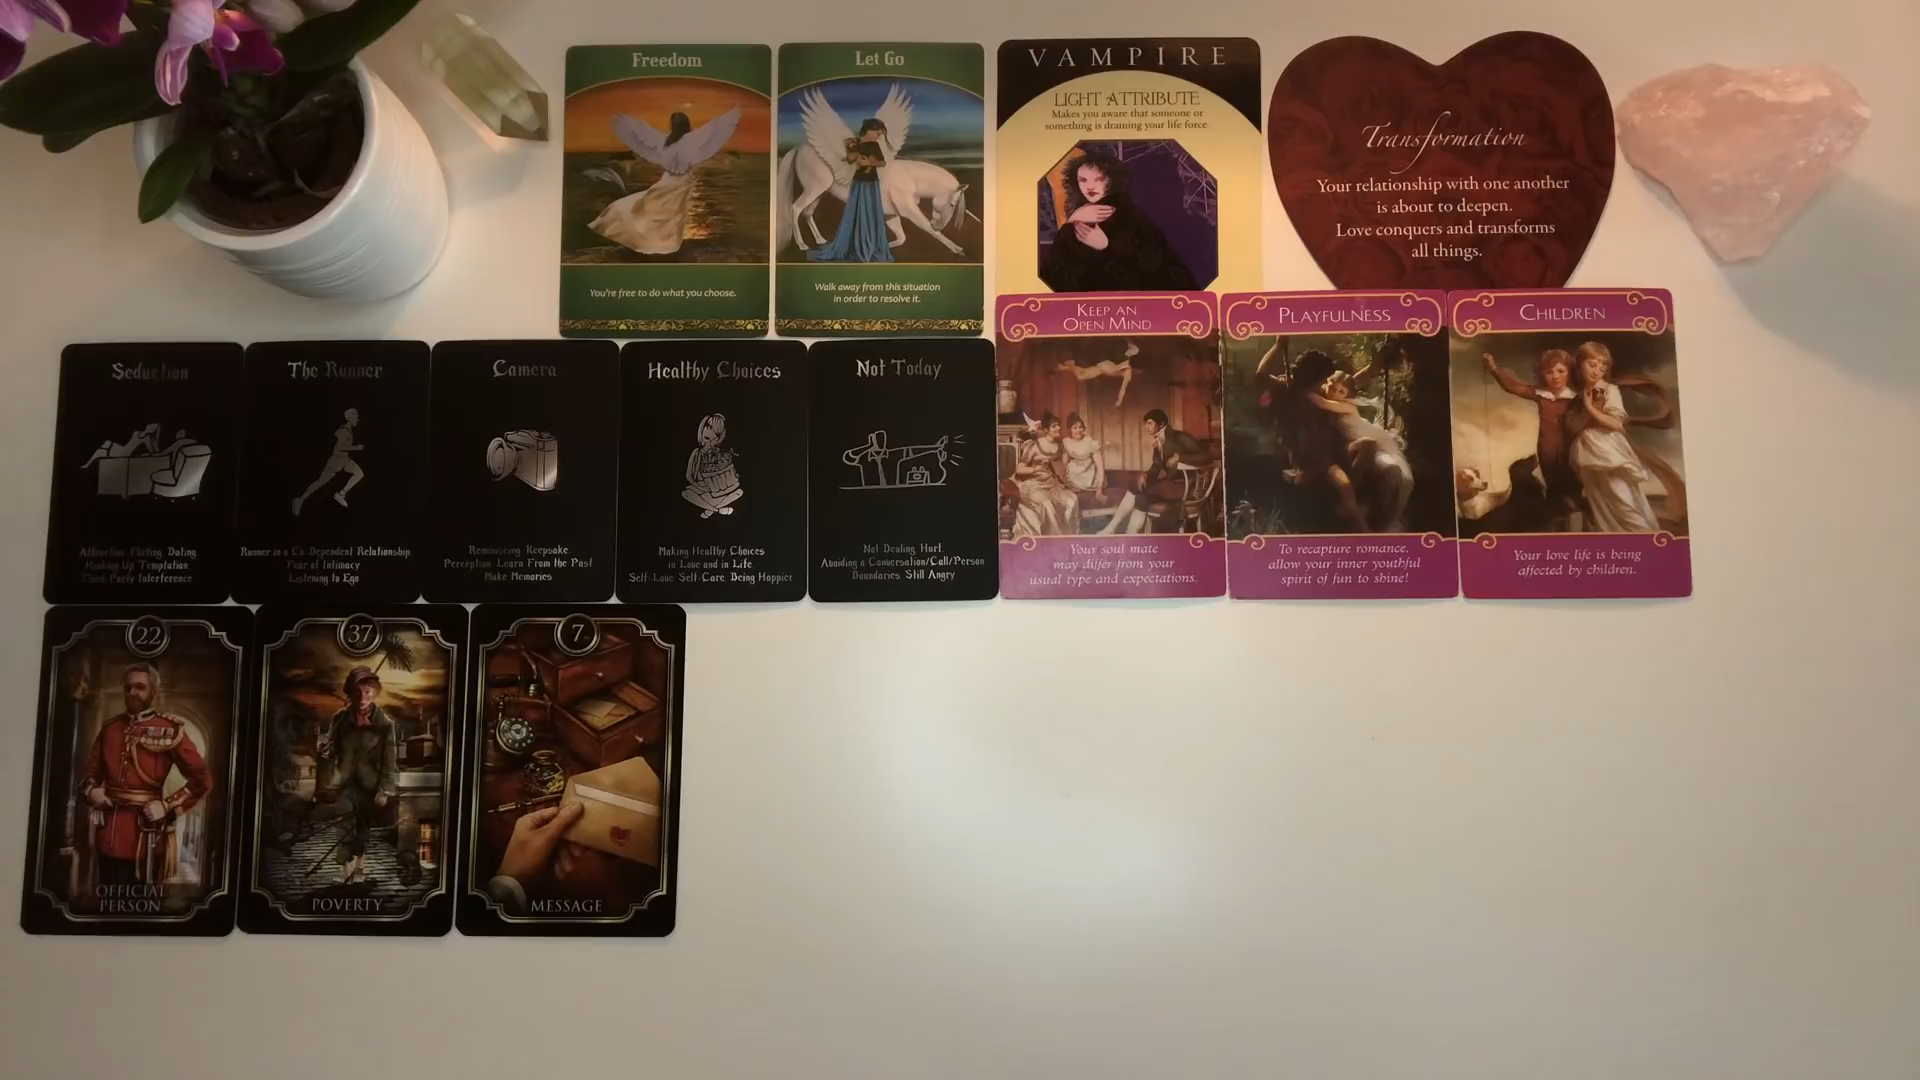 Freedom
You're free to do what you choose.
Let Go
Walk away from this situation
in order to resolve it.
VAMPIRE
LIGHT ATTRIBUTE
Makes you aware that someone or
something is draining your life force.
Transformation
Your relationship with one another
is about to deepen.
Love conquers and transforms
all things.
Seduction
Attraction Flirting Dating
Hooking Up Temptation
Third Party Interference
The Runner
Runner in a Co-Dependent Relationship
Fear of Intimacy
Listening to Ego
Camera
Reminiscing Keepsake
Perception Learn From the Past
Make Memories
Healthy Choices
Making Healthy Choices
in Love and in Life
Self-Love Self-Care Being Happier
Not Today
Not Dealing Hurt
Avoiding a Conversation/Call/Person
Boundaries Still Angry
KEEP AN
OPEN MIND
Your soul mate
may differ from your
usual type and expectations.
PLAYFULNESS
To recapture romance,
allow your inner youthful
spirit of fun to shine!
CHILDREN
Your love life is being
affected by children.
22
OFFICIAL
PERSON
37
POVERTY
7
MESSAGE